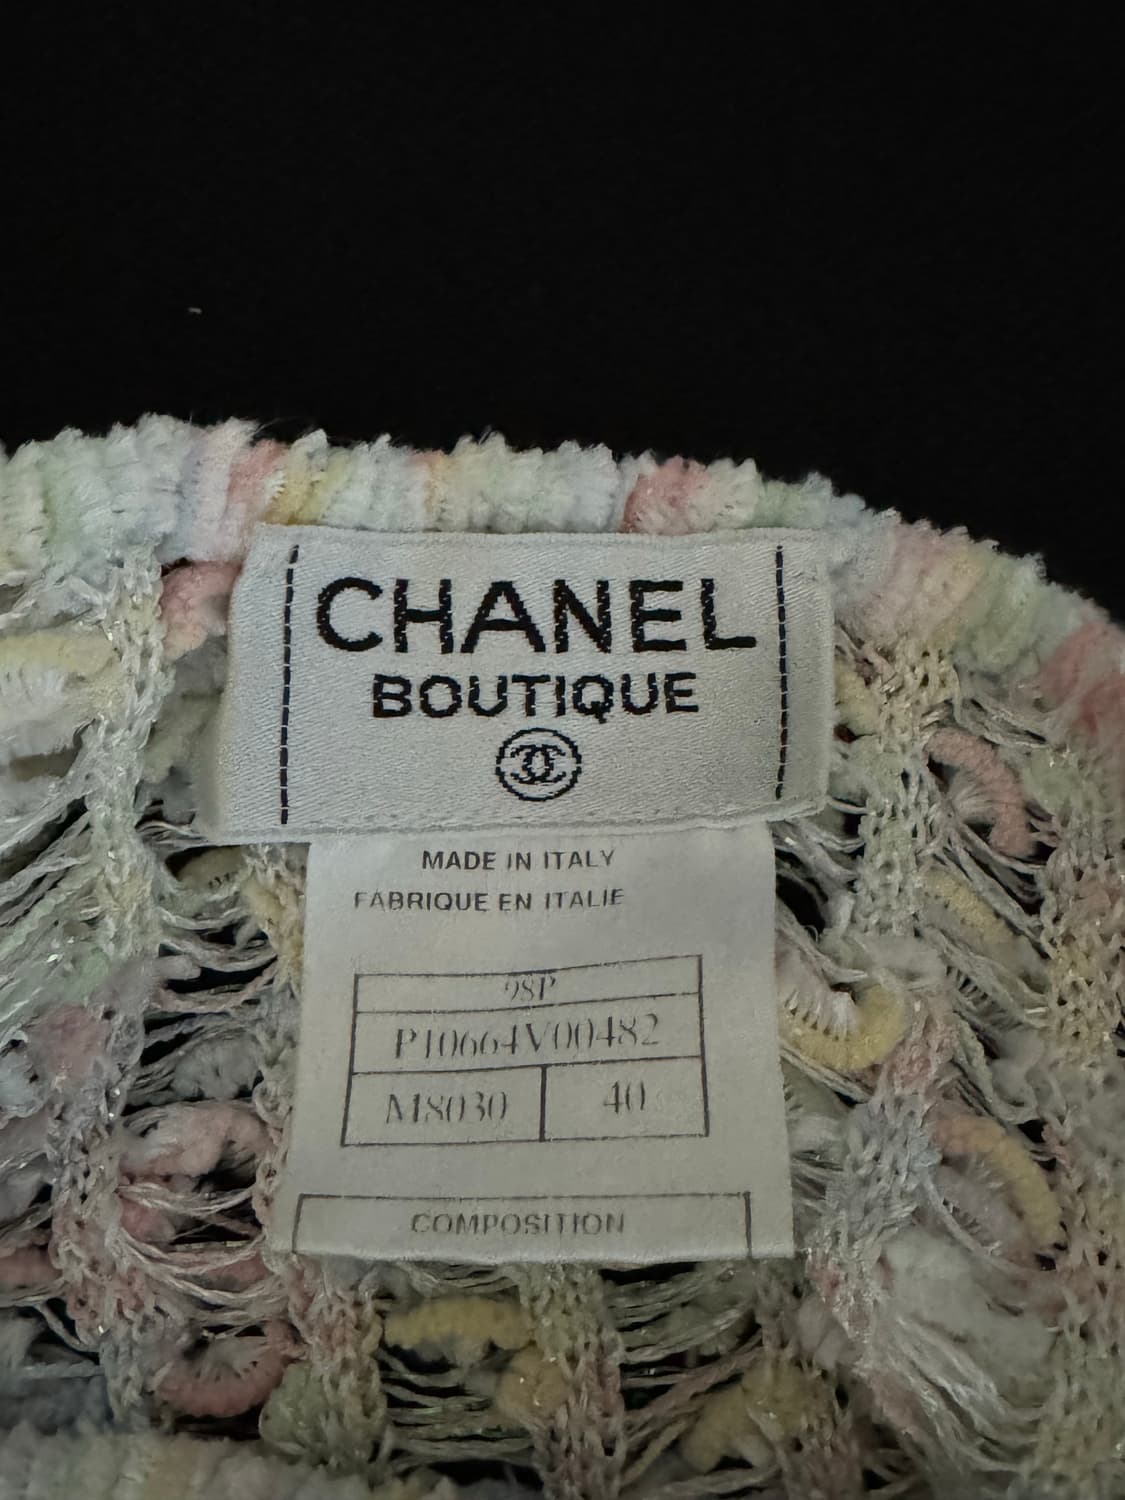 CHANEL
BOUTIQUE
MADE IN ITALY
FABRIQUE EN ITALIE
98P
P10664V00482
M8030 40
COMPOSITION